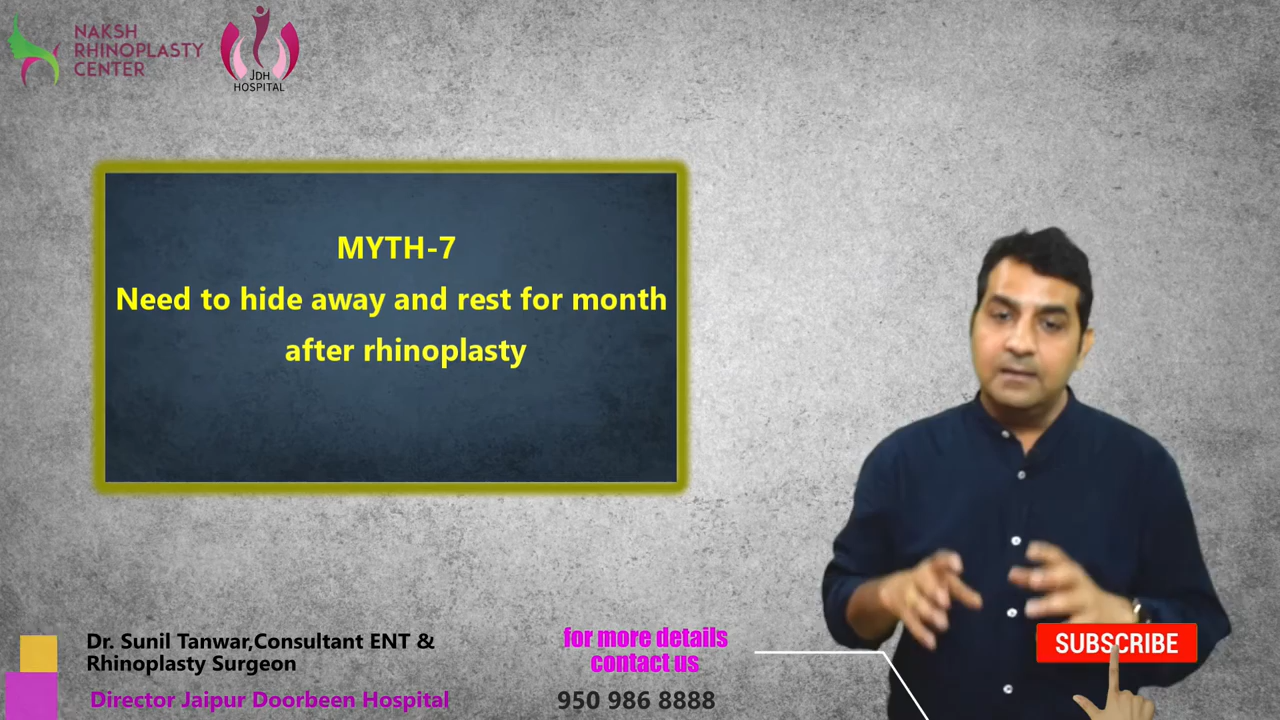 NAKSH
RHINOPLASTY
CENTER
JDH
HOSPITAL
MYTH-7
Need to hide away and rest for month
after rhinoplasty
Dr. Sunil Tanwar,Consultant ENT &
Rhinoplasty Surgeon
Director Jaipur Doorbeen Hospital
for more details
contact us
950 986 8888
SUBSCRIBE